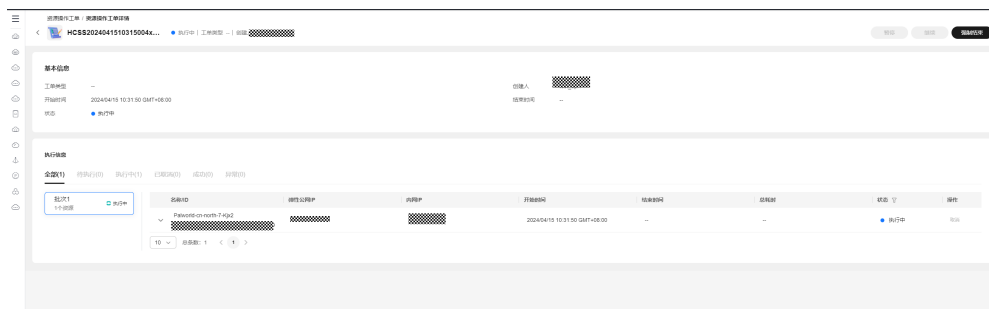 资源操作工单 / 资源操作工单详情
HCSS2024041510315004x... 执行中 | 工单类型 -- | 创建
强制结束
基本信息
工单类型 -- 创建人
开始时间 2024/04/15 10:31:50 GMT+08:00 结束时间 --
状态 执行中
执行信息
全部(1) 待执行(0) 执行中(1) 已取消(0) 成功(0) 异常(0)
批次1 执行中
1个资源
名称/ID 弹性公网IP 内网IP 开始时间 结束时间 总耗时 状态 操作
Palworld-cn-north-7-Kjx2
2024/04/15 10:31:50 GMT+08:00 -- -- 执行中
10 总条数: 1 < 1 >